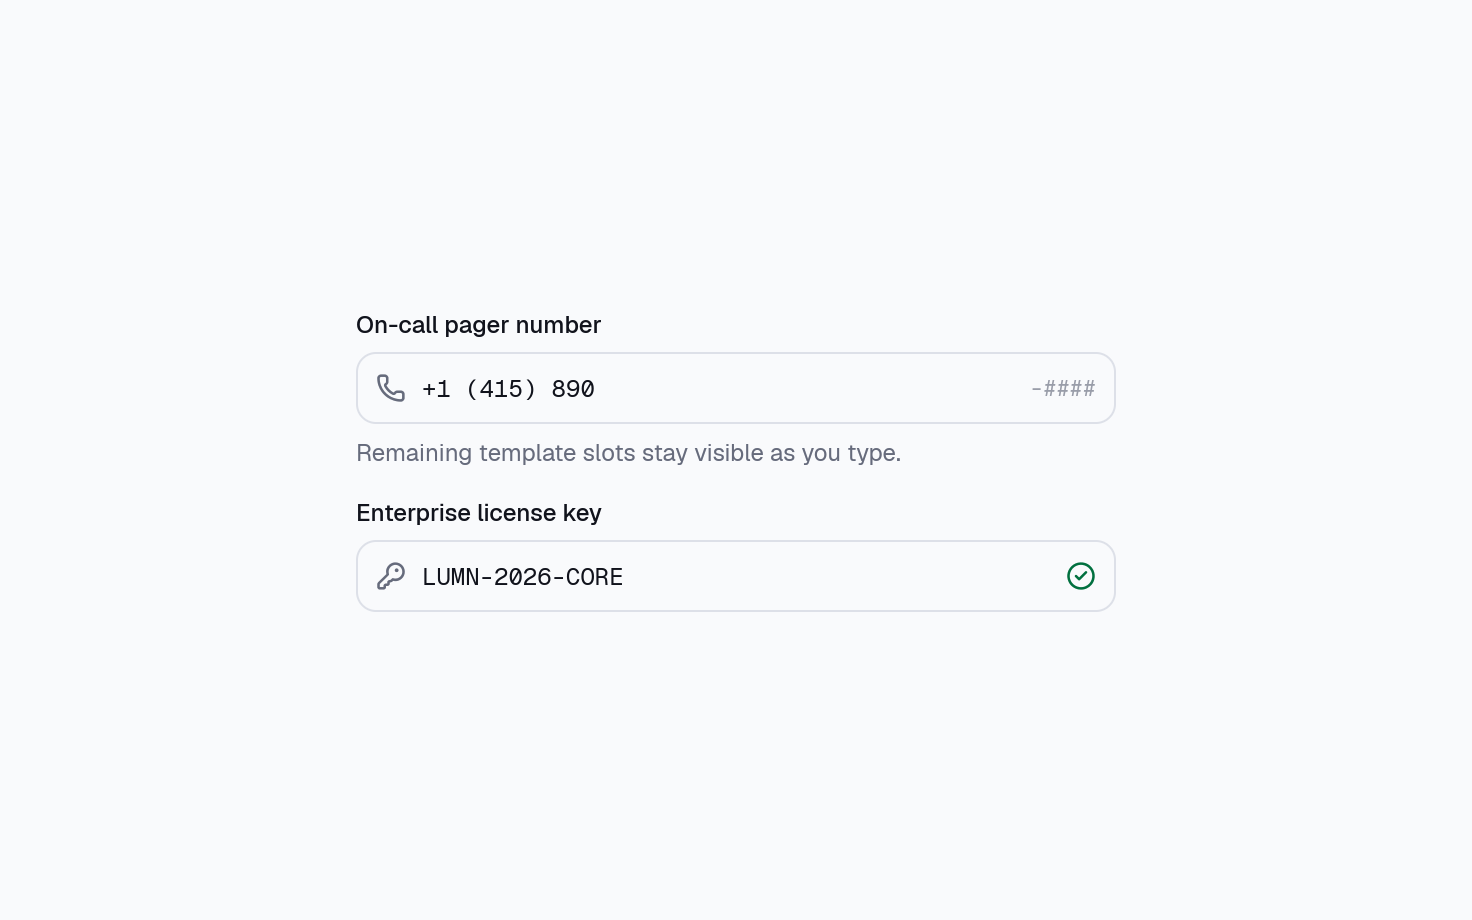 On-call pager number
+1 (415) 890 -####
Remaining template slots stay visible as you type.
Enterprise license key
LUMN-2026-CORE